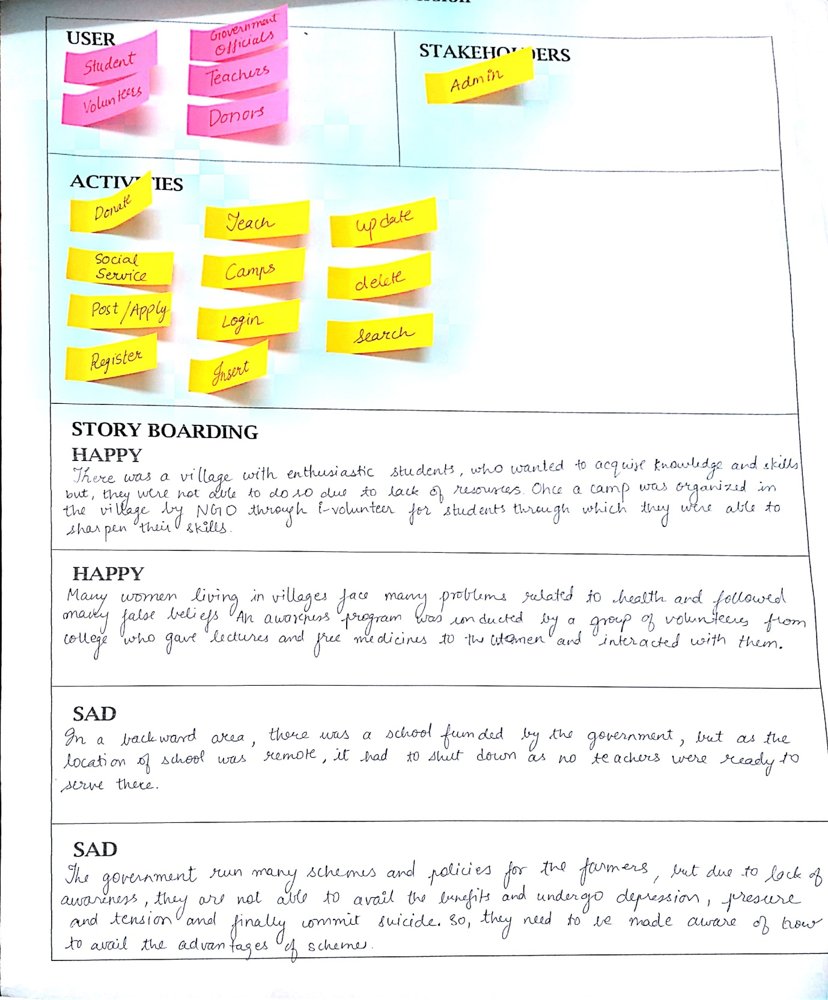 USER
Student
Volunteers
Government
Officials
Teachers
Donors
STAKEHOLDERS
Admin
ACTIVITIES
Donate
Social
Service
Post/Apply
Register
Teach
Camps
Login
Insert
update
delete
search
STORY BOARDING
HAPPY
There was a village with enthusiastic students, who wanted to acquire knowledge and skills
but, they were not able to do so due to lack of resources. Once a camp was organized in
the village by NGO through i-volunteer for students through which they were able to
sharpen their skills.
HAPPY
Many women living in villages face many problems related to health and followed
many false beliefs An awareness program was conducted by a group of volunteers from
college who gave lectures and free medicines to the women and interacted with them.
SAD
In a backward area, there was a school funded by the government, but as the
location of school was remote, it had to shut down as no teachers were ready to
serve there.
SAD
The government run many schemes and policies for the farmers, but due to lack of
awareness, they are not able to avail the benefits and undergo depression, presure
and tension and finally commit suicide. So, they need to be made aware of how
to avail the advantages of schemes.